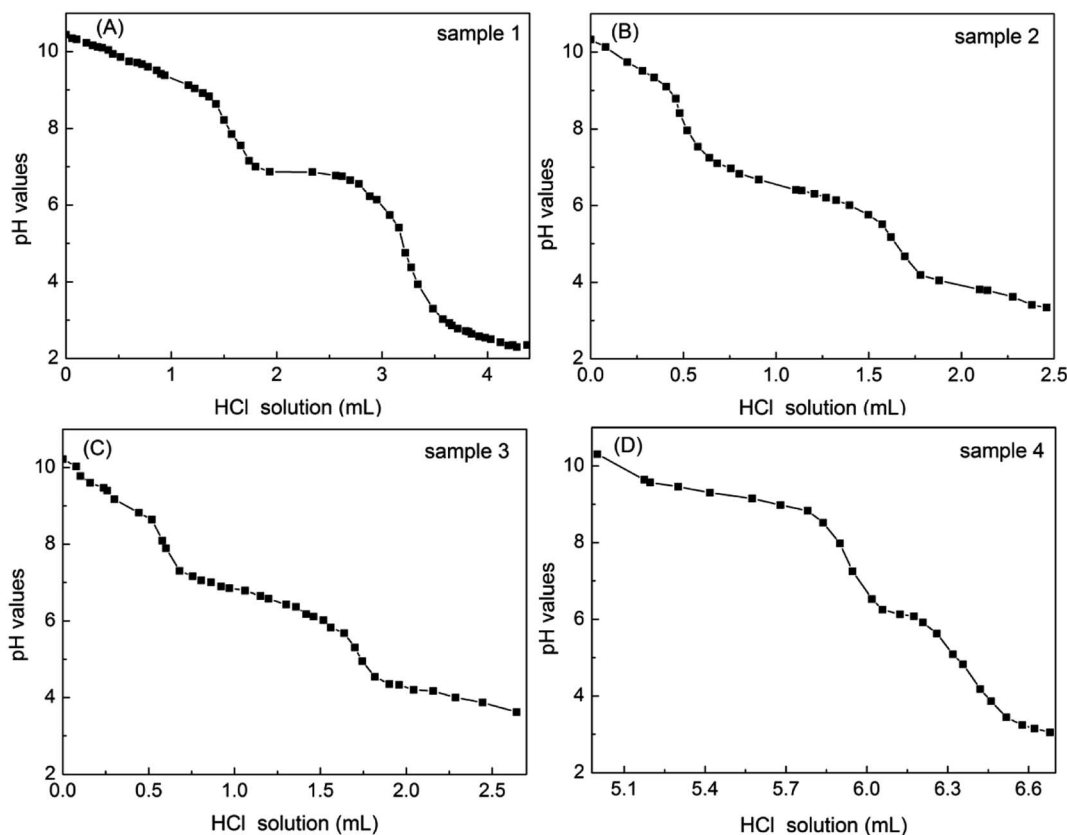 (A)
sample 1
10
8
6
4
2
pH values
0
1
2
3
4
HCl solution (mL)
(B)
sample 2
10
8
6
4
2
pH values
0.0
0.5
1.0
1.5
2.0
2.5
HCl solution (mL)
(C)
sample 3
10
8
6
4
2
pH values
0.0
0.5
1.0
1.5
2.0
2.5
HCl solution (mL)
(D)
sample 4
10
8
6
4
2
pH values
5.1
5.4
5.7
6.0
6.3
6.6
HCl solution (mL)